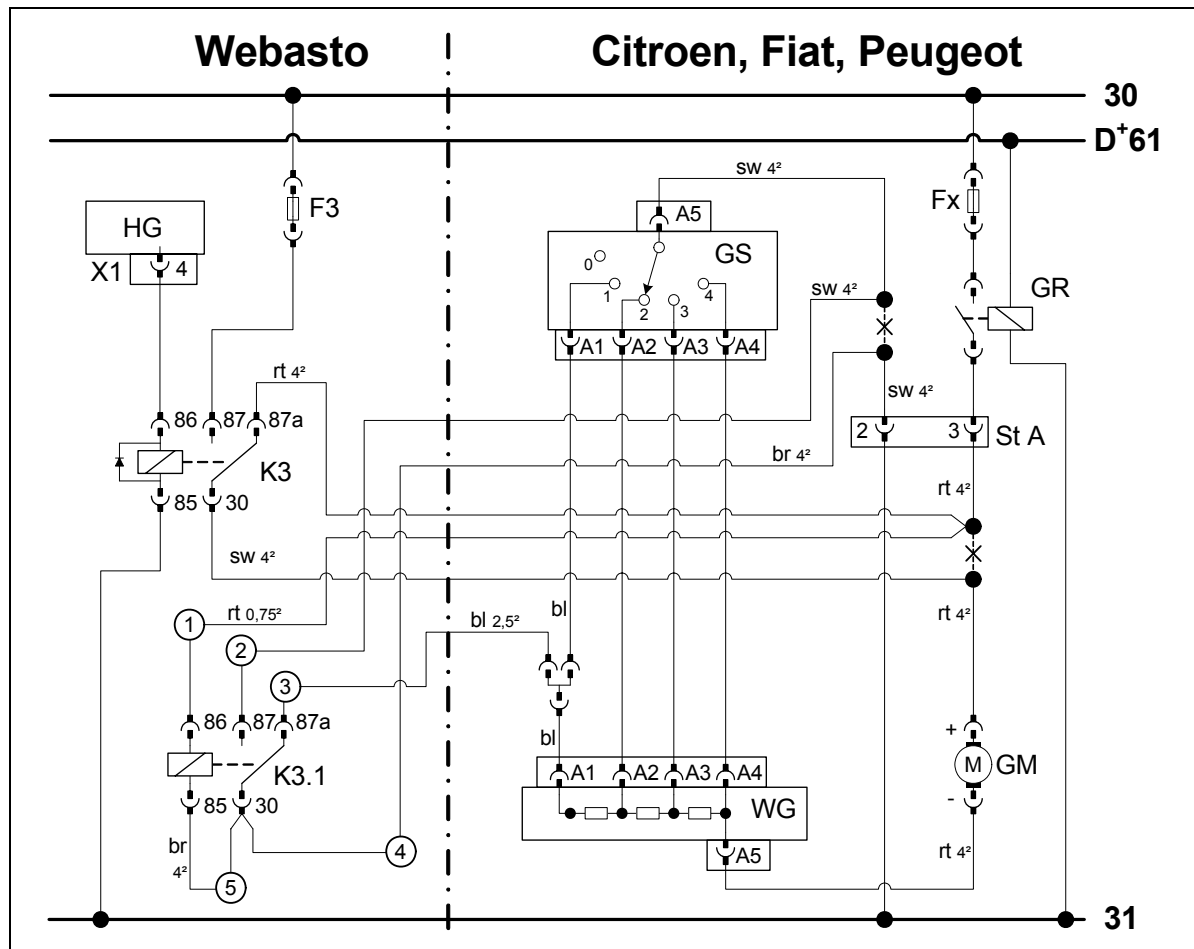 Webasto
Citroen, Fiat, Peugeot
30
D+61
sw 4²
HG
F3
A5
Fx
X1
4
GS
GR
0
1
2
3
4
sw 4²
A1 A2 A3 A4
rt 4²
sw 4²
86 87 87a
2 3
St A
br 4²
K3
85 30
rt 4²
sw 4²
1
rt 0,75²
bl
rt 4²
2
bl 2,5²
3
86 87 87a
bl
+
K3.1
A1 A2 A3 A4
M
GM
85 30
WG
-
br
4²
4
A5
rt 4²
5
31